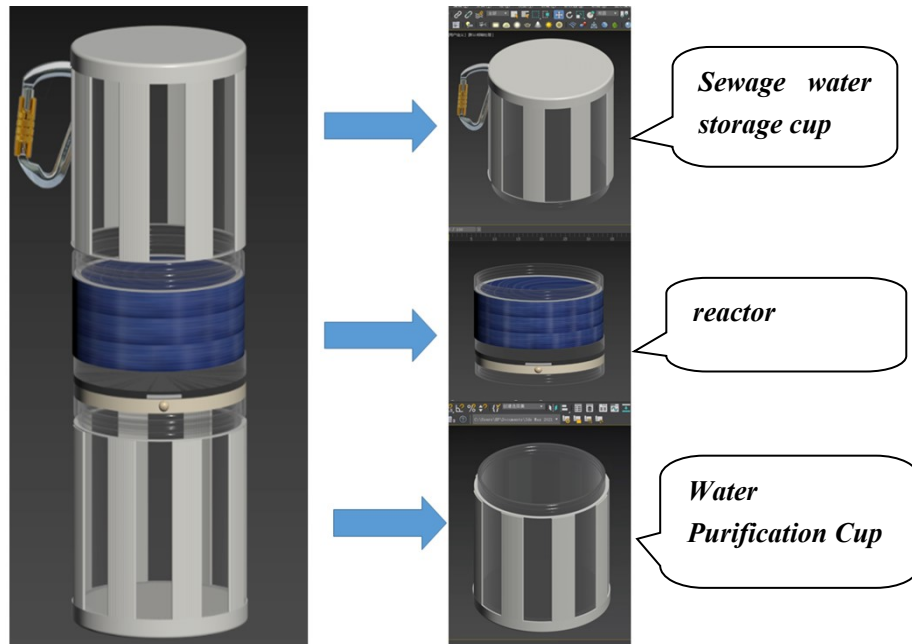 Sewage water
storage cup
reactor
Water
Purification Cup